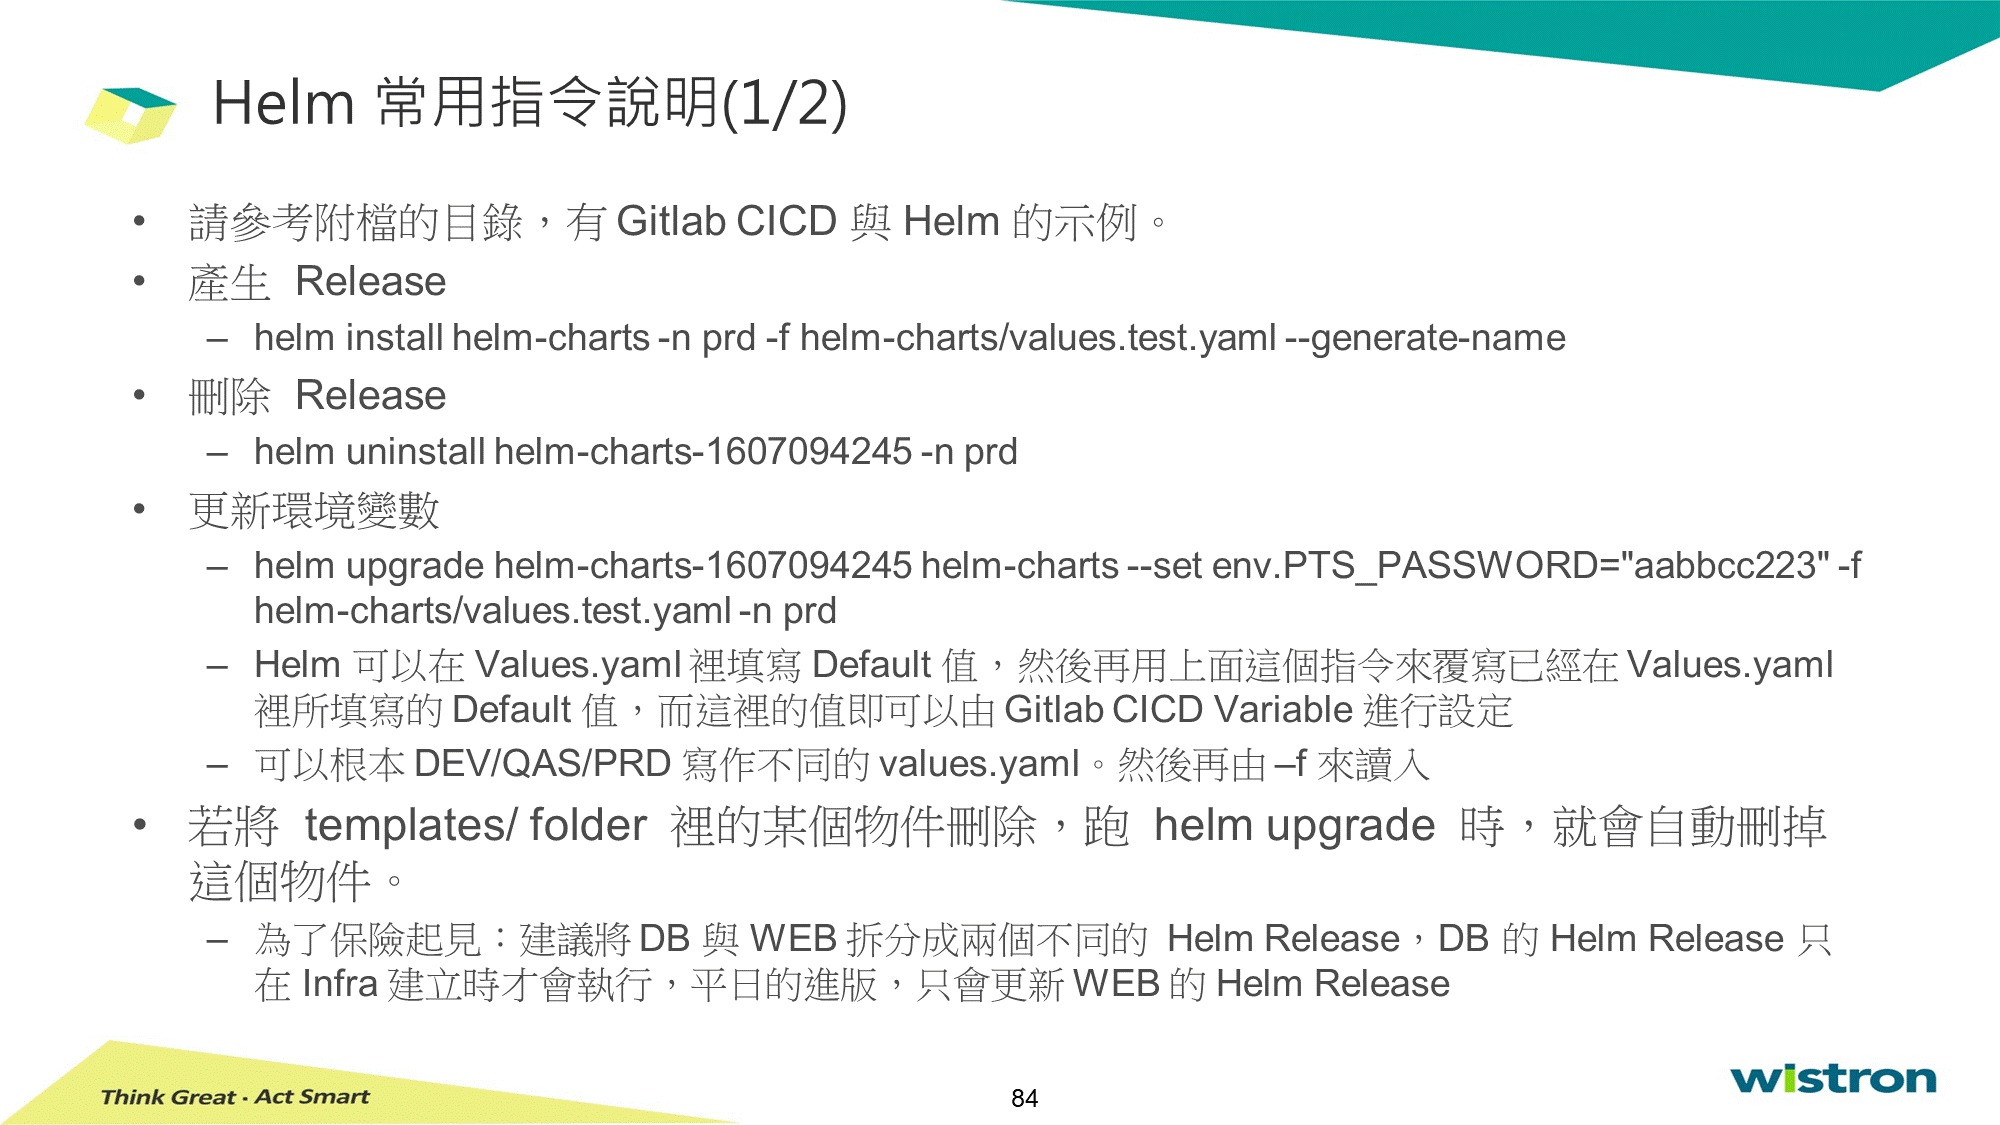 Helm 常用指令說明(1/2)
• 請參考附檔的目錄，有 Gitlab CICD 與 Helm 的示例。
• 產生 Release
– helm install helm-charts -n prd -f helm-charts/values.test.yaml --generate-name
• 刪除 Release
– helm uninstall helm-charts-1607094245 -n prd
• 更新環境變數
– helm upgrade helm-charts-1607094245 helm-charts --set env.PTS_PASSWORD="aabbcc223" -f
helm-charts/values.test.yaml -n prd
– Helm 可以在 Values.yaml 裡填寫 Default 值，然後再用上面這個指令來覆寫已經在 Values.yaml
裡所填寫的 Default 值，而這裡的值即可以由 Gitlab CICD Variable 進行設定
– 可以根本 DEV/QAS/PRD 寫作不同的 values.yaml。然後再由 –f 來讀入
• 若將 templates/ folder 裡的某個物件刪除，跑 helm upgrade 時，就會自動刪掉
這個物件。
– 為了保險起見：建議將 DB 與 WEB 拆分成兩個不同的 Helm Release，DB 的 Helm Release 只
在 Infra 建立時才會執行，平日的進版，只會更新 WEB 的 Helm Release
Think Great · Act Smart
84
wistron